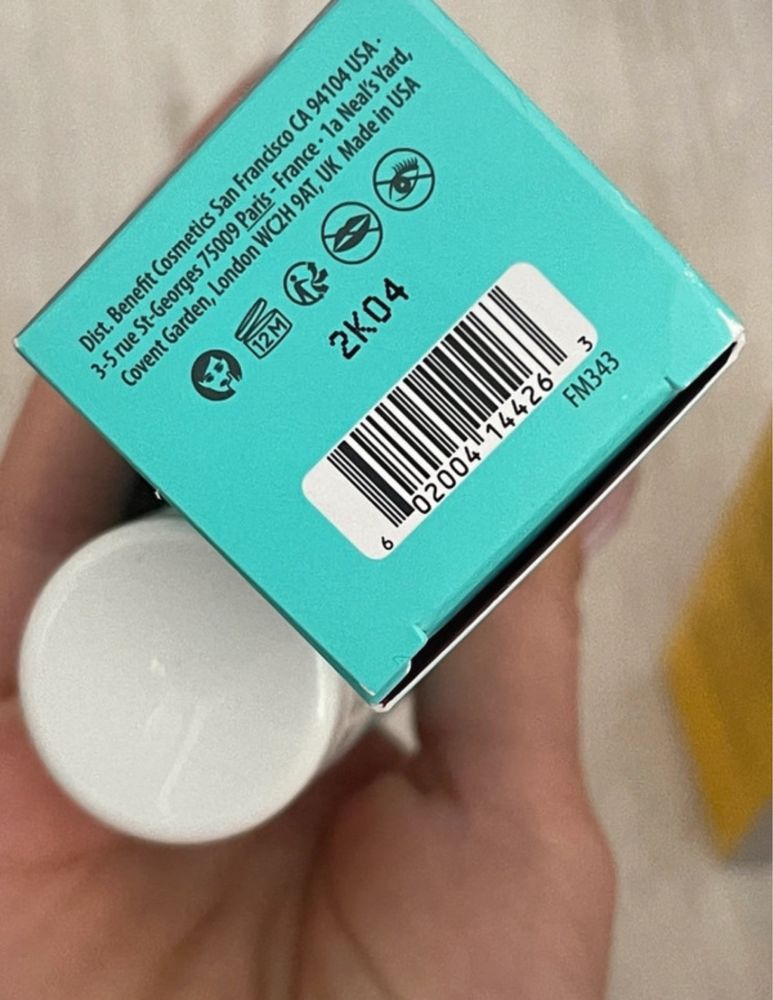 Dist. Benefit Cosmetics San Francisco CA 94104 USA ·
3-5 rue St-Georges 75009 Paris - France · 1a Neal's Yard,
Covent Garden, London WC2H 9AT, UK Made in USA
12M
2K04
6 02004 14426 3
FM343